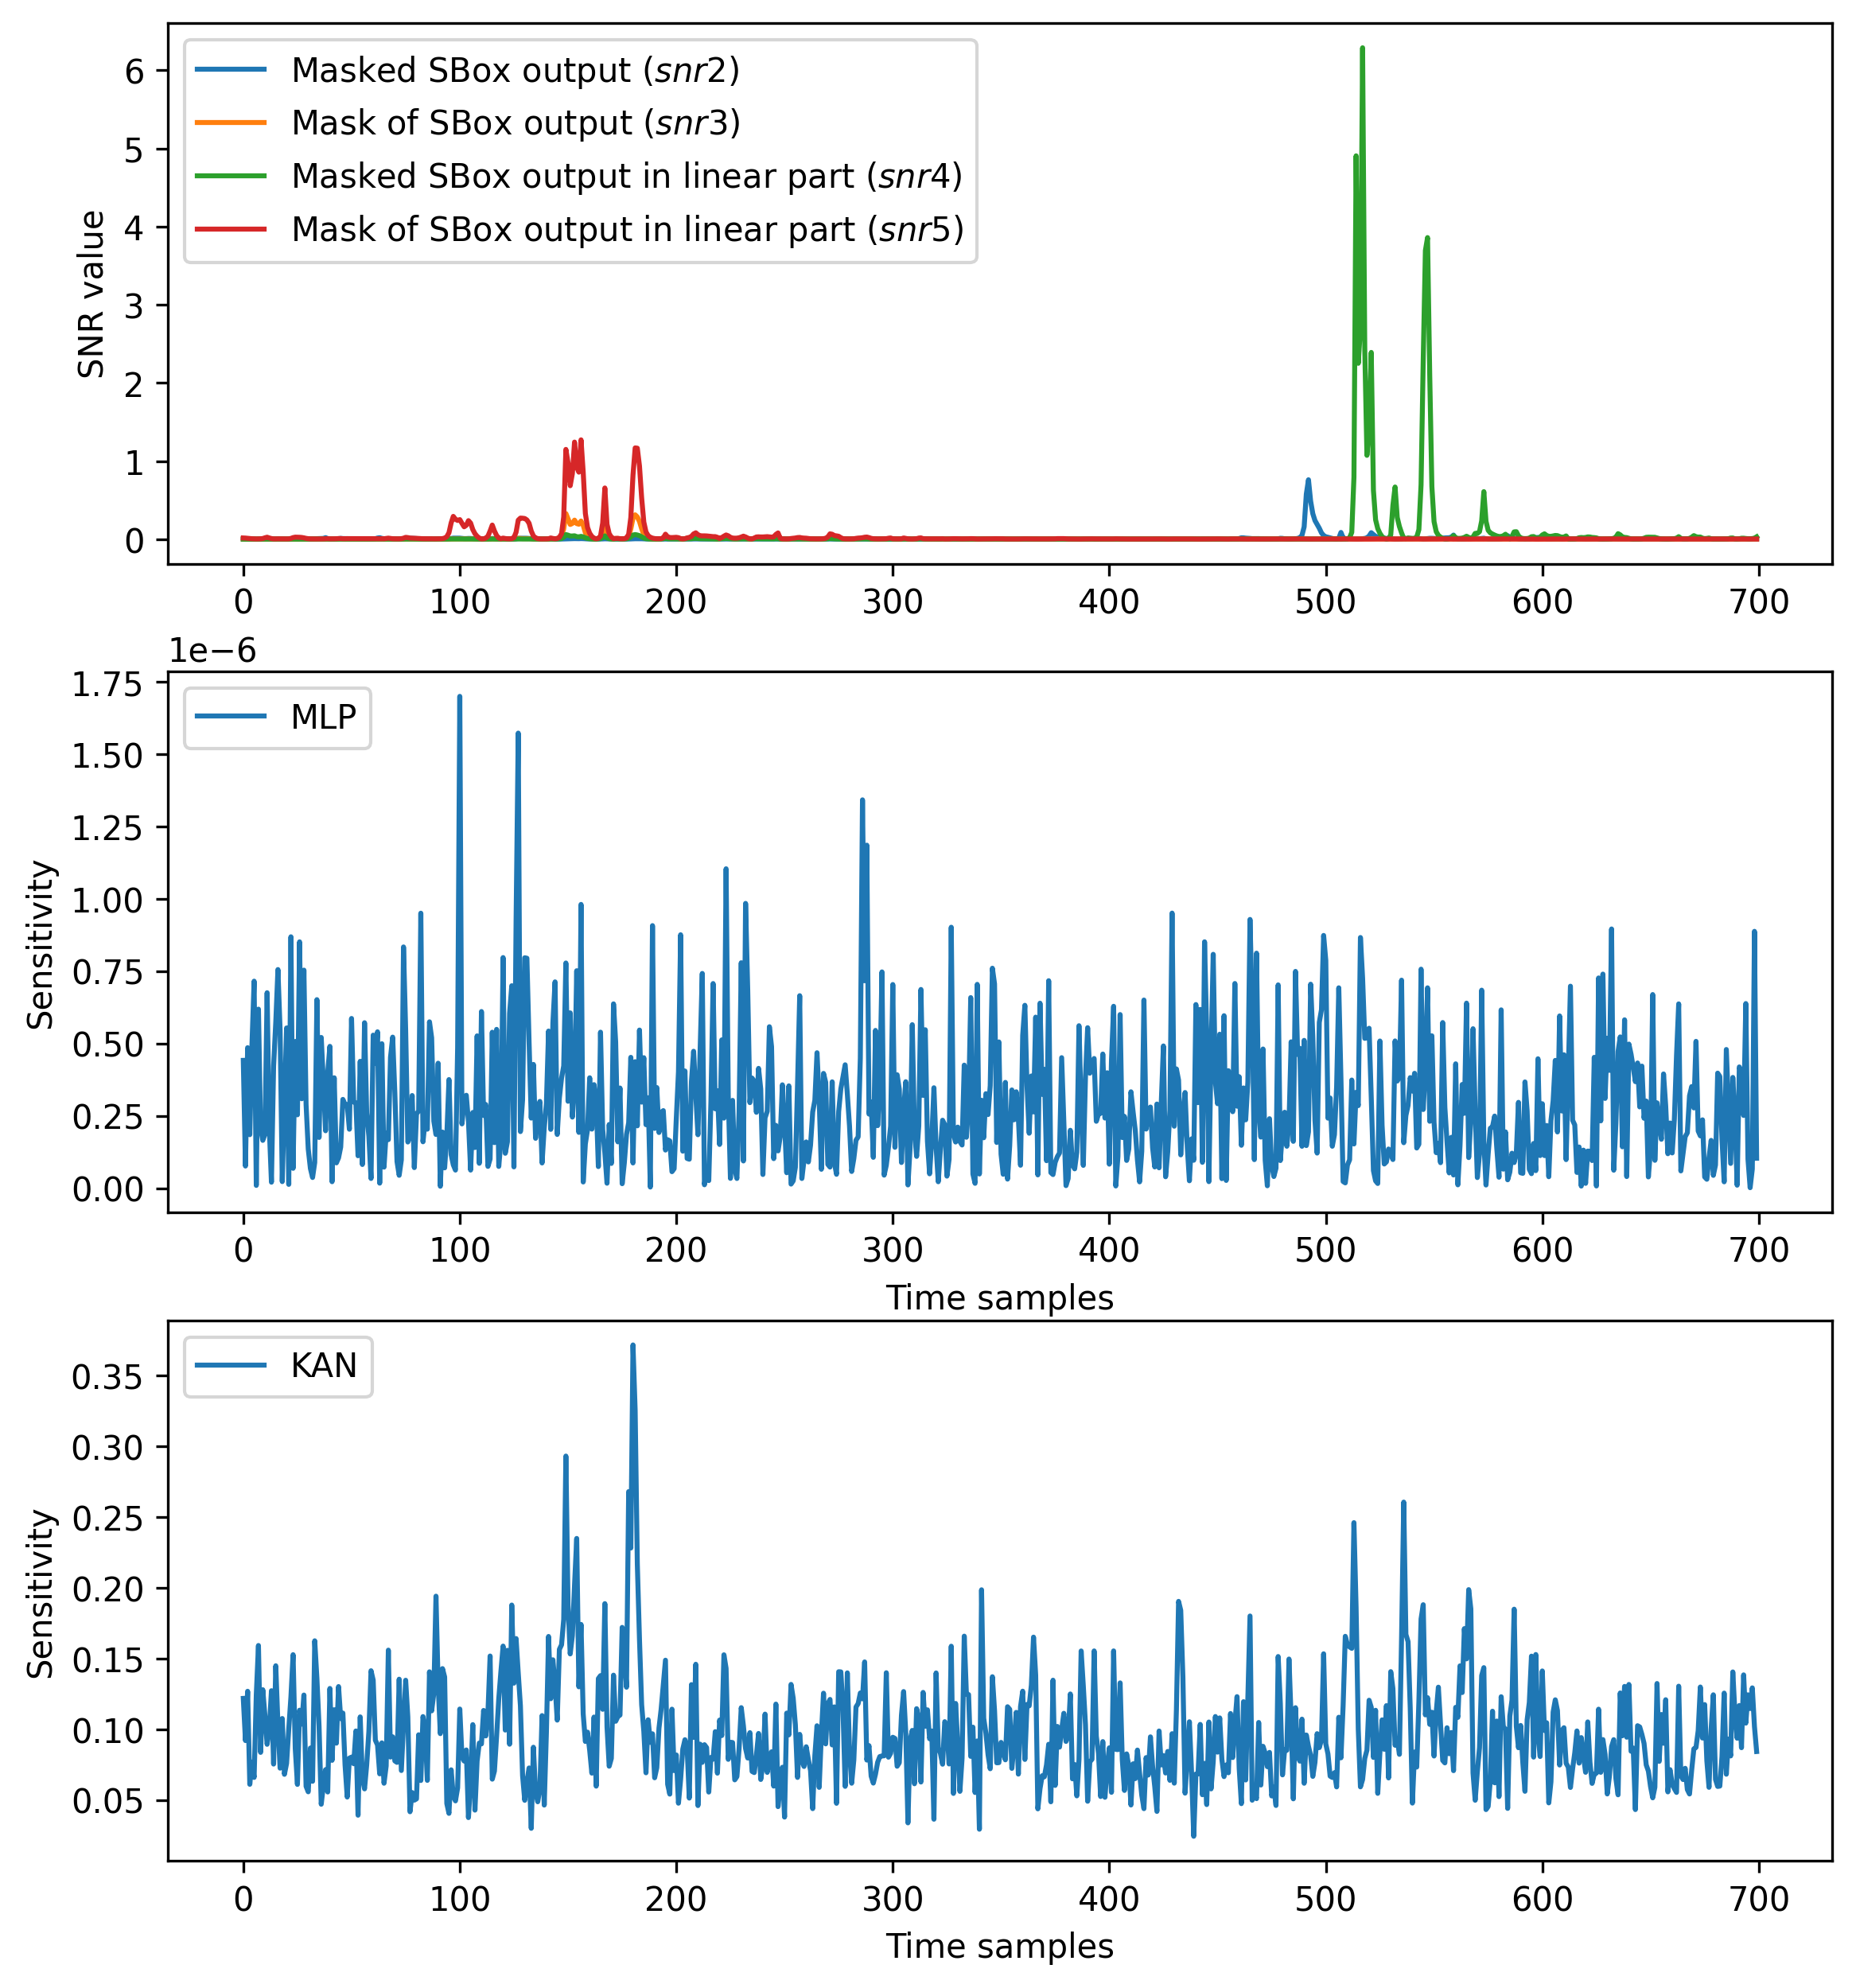 6
5
4
3
2
1
0
SNR value
Masked SBox output (snr2)
Mask of SBox output (snr3)
Masked SBox output in linear part (snr4)
Mask of SBox output in linear part (snr5)
0 100 200 300 400 500 600 700
1e−6
1.75
1.50
1.25
1.00
0.75
0.50
0.25
0.00
Sensitivity
MLP
0 100 200 300 400 500 600 700
Time samples
0.35
0.30
0.25
0.20
0.15
0.10
0.05
Sensitivity
KAN
0 100 200 300 400 500 600 700
Time samples